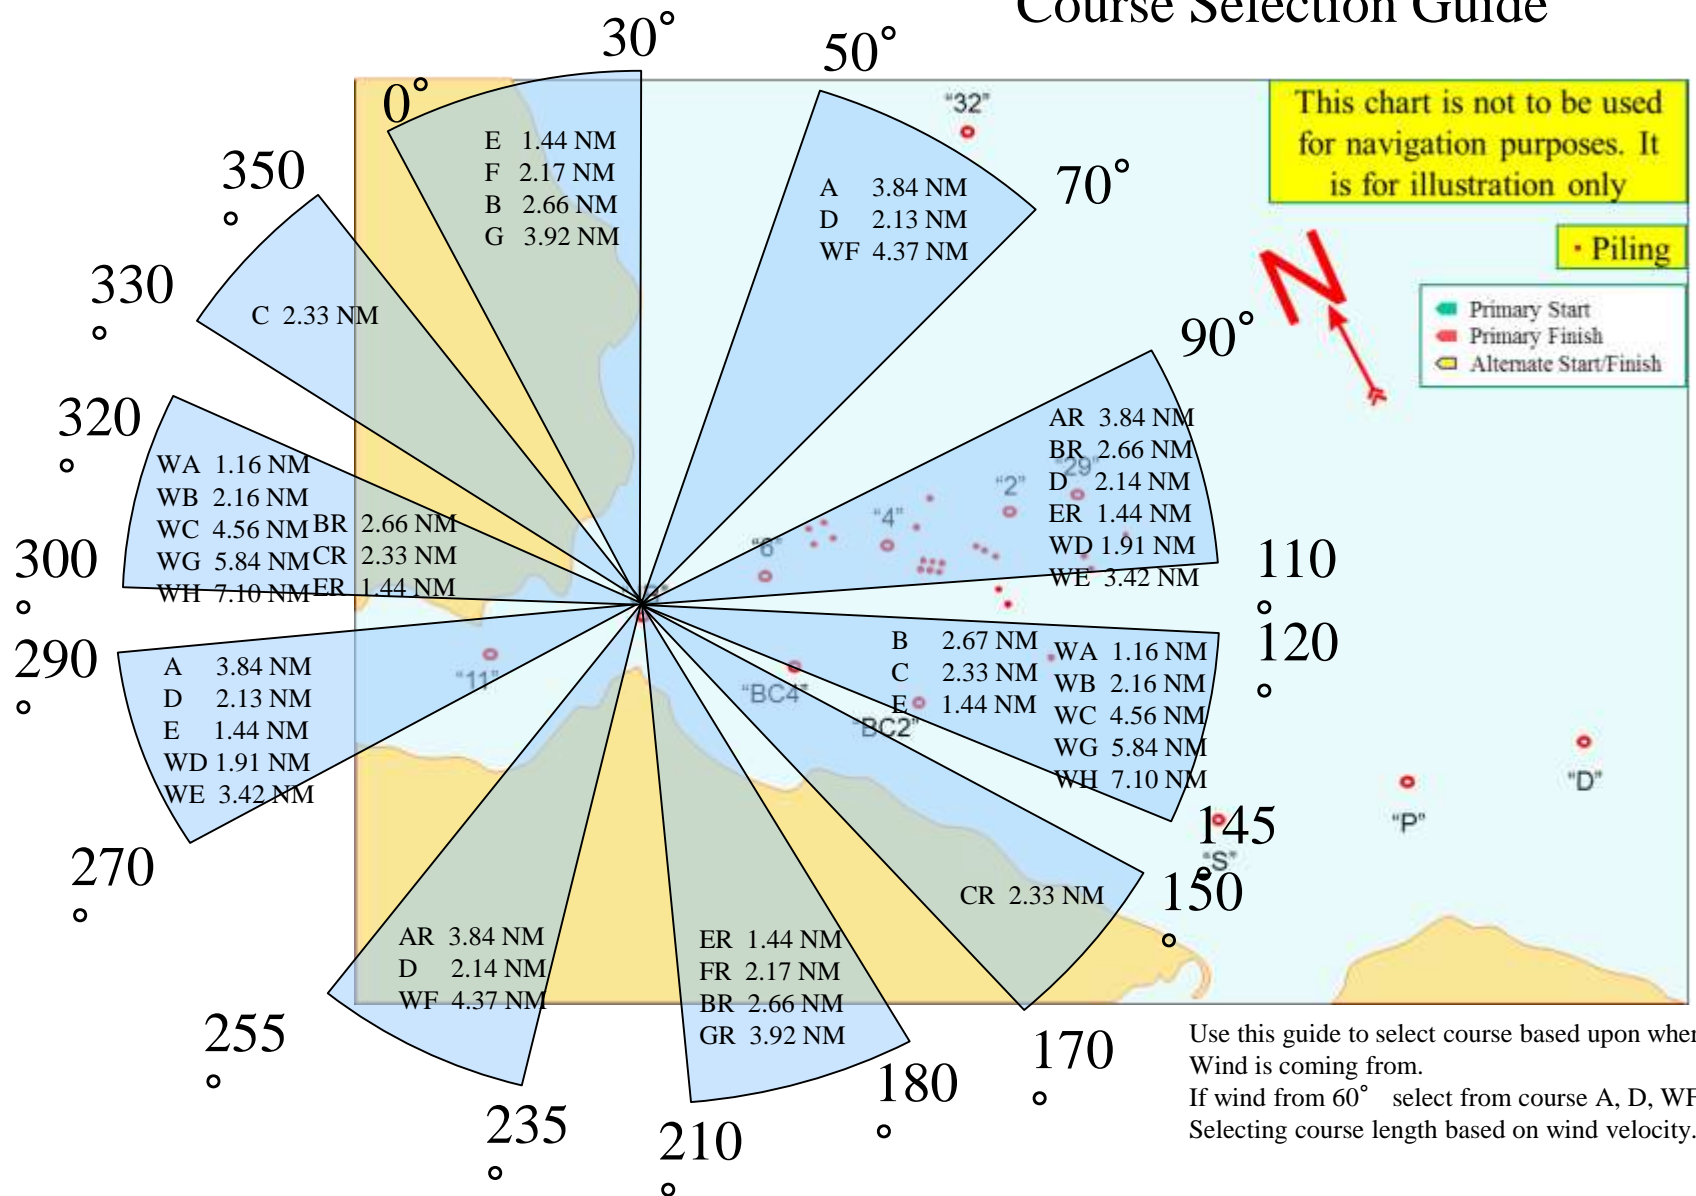 Course Selection Guide
30°
50°
0°
"32"
This chart is not to be used
for navigation purposes. It
is for illustration only
E 1.44 NM
F 2.17 NM
B 2.66 NM
G 3.92 NM
350°
A 3.84 NM
D 2.13 NM
WF 4.37 NM
70°
• Piling
330°
C 2.33 NM
Primary Start
Primary Finish
Alternate Start/Finish
N
90°
320°
AR 3.84 NM
BR 2.66 NM
D 2.14 NM
ER 1.44 NM
WD 1.91 NM
WE 3.42 NM
"29"
"2"
"4"
"6"
WA 1.16 NM
WB 2.16 NM
WC 4.56 NM
WG 5.84 NM
WH 7.10 NM
BR 2.66 NM
CR 2.33 NM
ER 1.44 NM
300°
110°
290°
120°
A 3.84 NM
D 2.13 NM
E 1.44 NM
WD 1.91 NM
WE 3.42 NM
"11"
"BC4"
"BC2"
B 2.67 NM
C 2.33 NM
E 1.44 NM
WA 1.16 NM
WB 2.16 NM
WC 4.56 NM
WG 5.84 NM
WH 7.10 NM
"D"
"P"
145°
"S"
150°
270°
CR 2.33 NM
AR 3.84 NM
D 2.14 NM
WF 4.37 NM
ER 1.44 NM
FR 2.17 NM
BR 2.66 NM
GR 3.92 NM
255°
235°
210°
180°
170°
Use this guide to select course based upon wher
Wind is coming from.
If wind from 60° select from course A, D, WF
Selecting course length based on wind velocity.